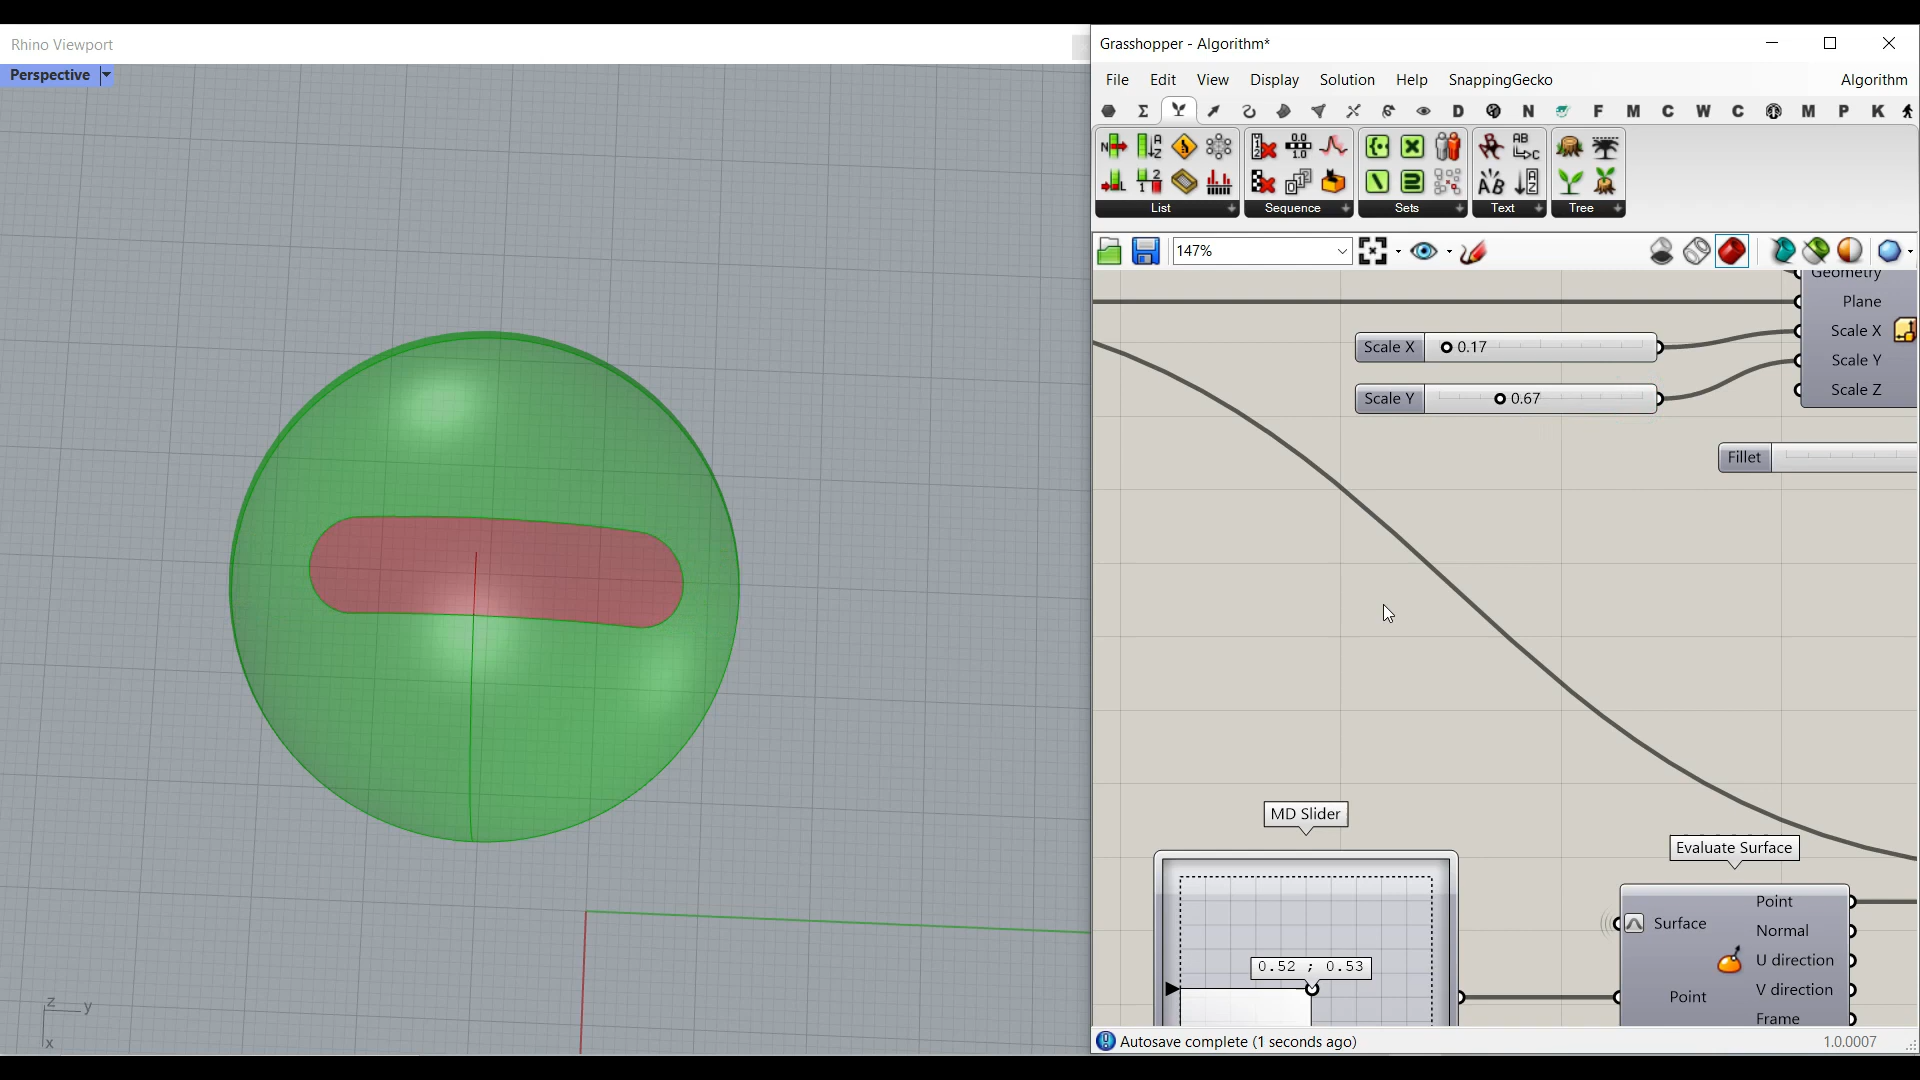 Rhino Viewport
Perspective
z
y
x
Grasshopper - Algorithm*
File Edit View Display Solution Help SnappingGecko Algorithm
D N F M C W C M P K
List Sequence Sets Text Tree
147%
Geometry
Plane
Scale X
Scale Y
Scale Z
Scale X 0.17
Scale Y 0.67
Fillet
MD Slider
0.52 ; 0.53
Evaluate Surface
Surface
Point
Point
Normal
U direction
V direction
Frame
Autosave complete (1 seconds ago)
1.0.0007